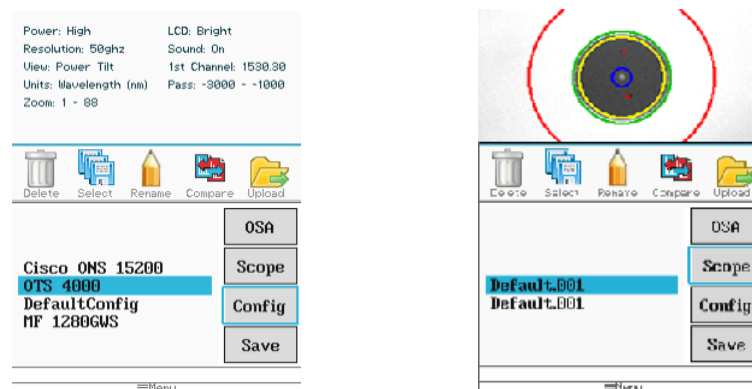 Power: High
LCD: Bright
Resolution: 50ghz
Sound: On
View: Power Tilt
1st Channel: 1530.30
Units: Wavelength (nm)
Pass: -3000 - -1000
Zoom: 1 - 88
Delete Select Rename Compare Upload
OSA
Cisco ONS 15200
Scope
OTS 4000
DefaultConfig
Config
MF 1280GWS
Save
Menu
Delete Select Rename Compare Upload
OSA
Scope
Default.001
Default.001
Config
Save
Menu